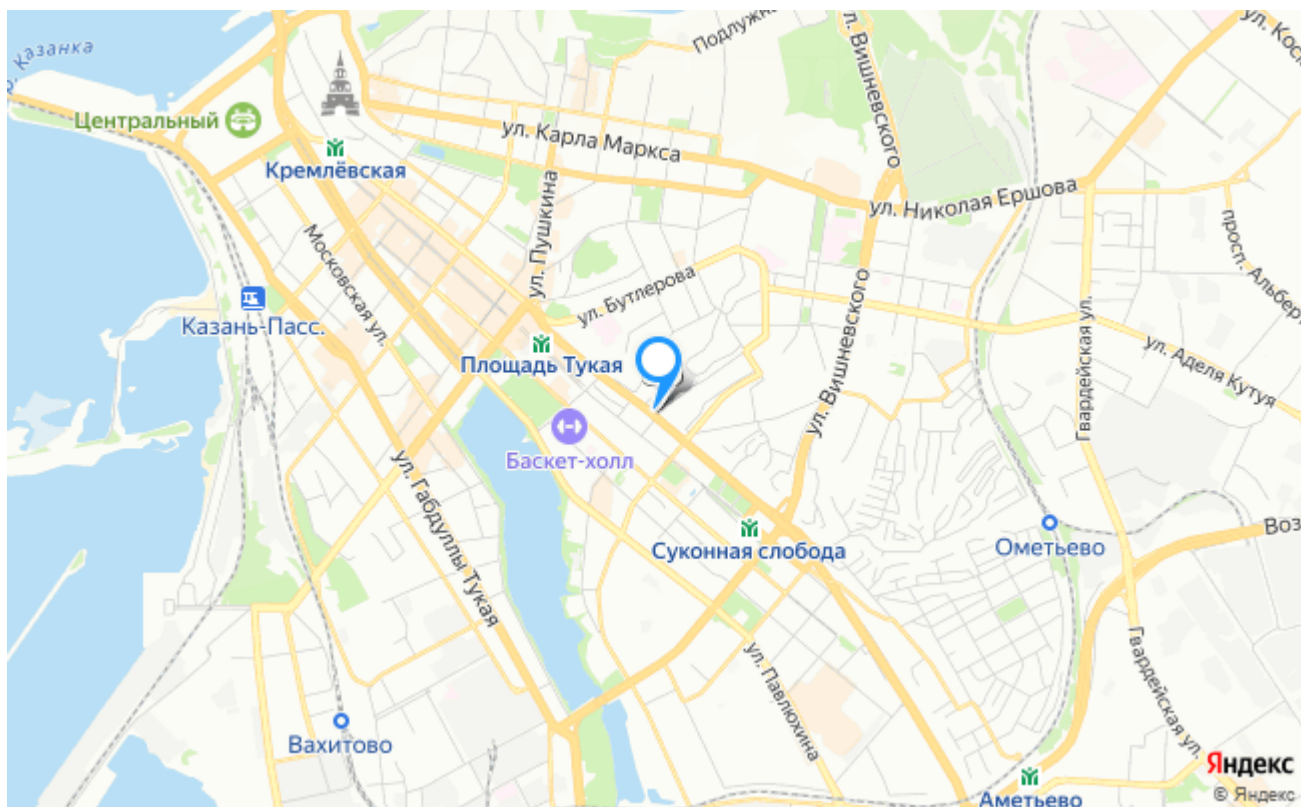 р. Казанка
Центральный
Кремлёвская
Подлужна
ул. Вишневского
ул. Кос
ул. Карла Маркса
ул. Николая Ершова
ул. Пушкина
Московская ул.
Казань-Пасс.
ул. Бутлерова
Площадь Тукая
ул. Вишневского
Гвардейская ул.
просп. Альберт
ул. Аделя Кутуя
Баскет-холл
ул. Габдуллы Тукая
Суконная слобода
Ометьево
Воз
ул. Павлюхина
Гвардейская ул.
Вахитово
Аметьево
Яндекс
© Яндекс